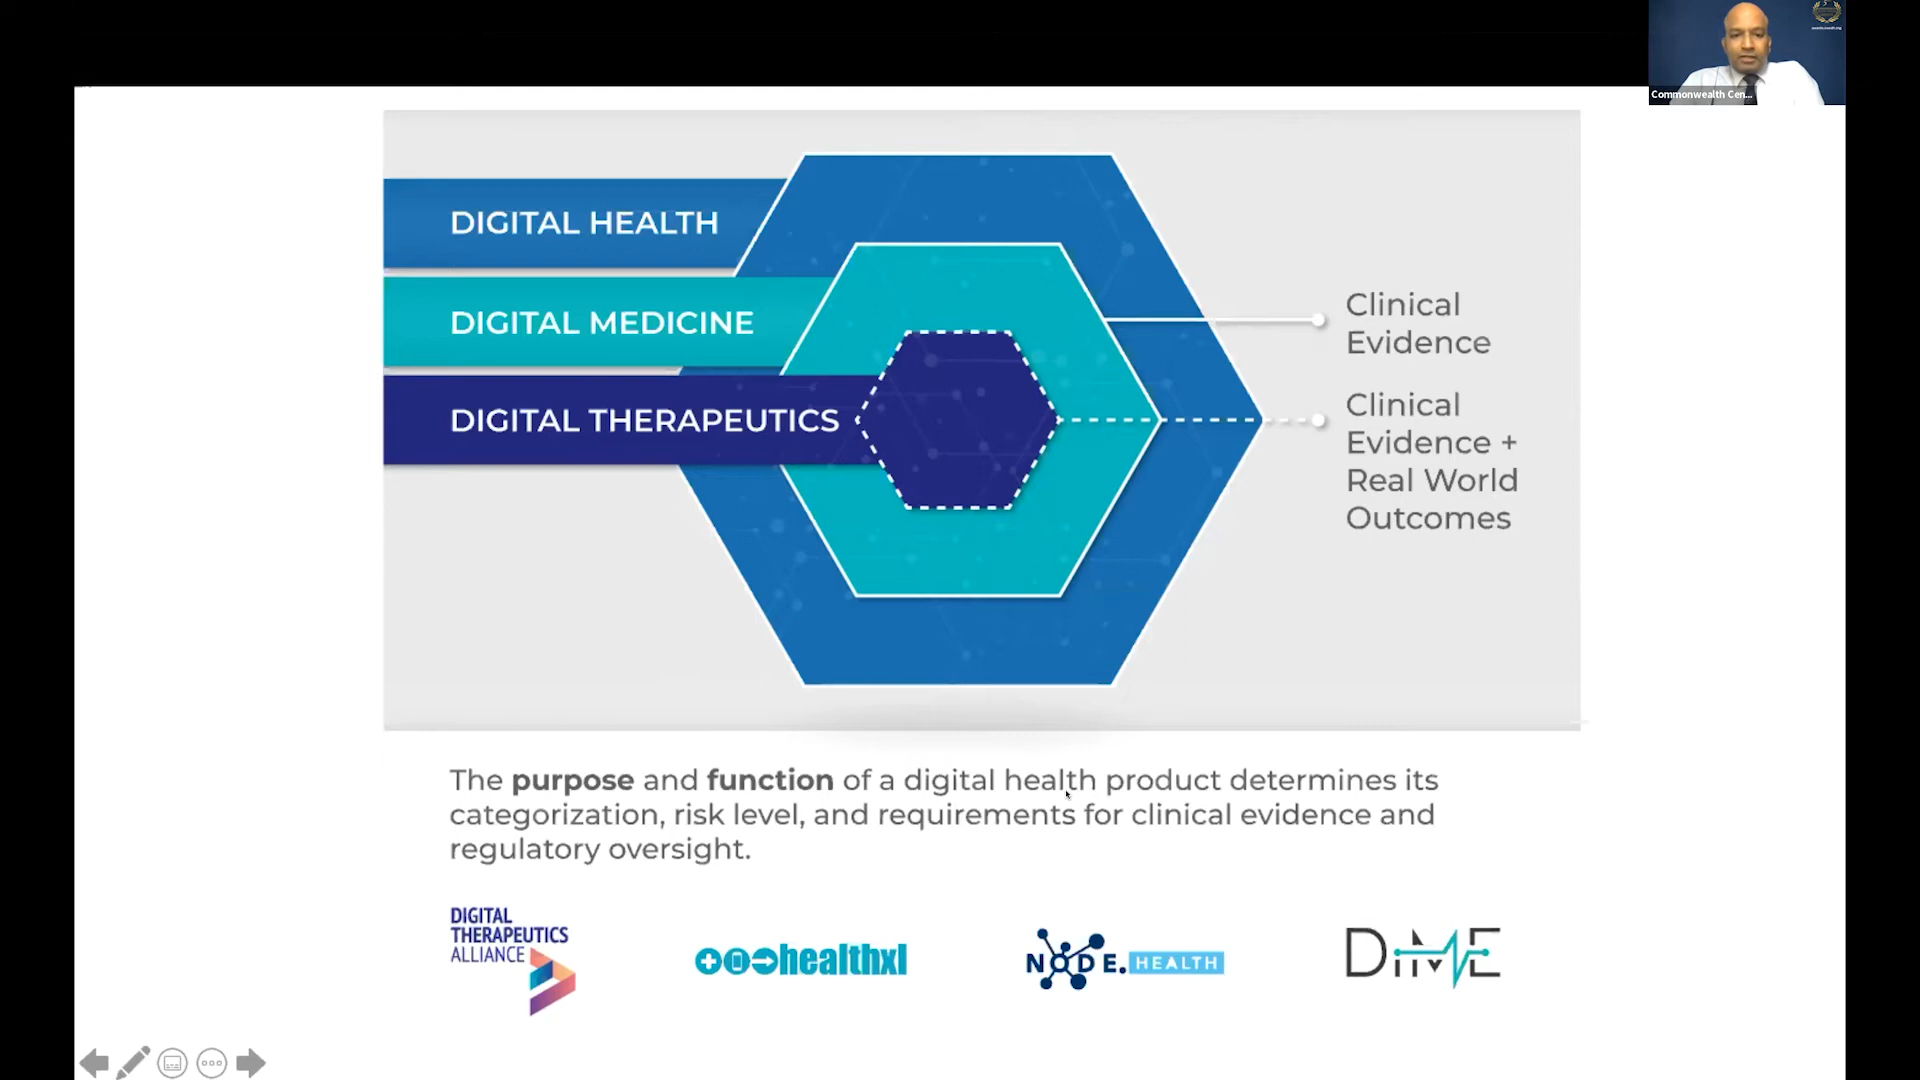 Commonwealth Cen...
DIGITAL HEALTH
DIGITAL MEDICINE
DIGITAL THERAPEUTICS
Clinical
Evidence
Clinical
Evidence +
Real World
Outcomes
The purpose and function of a digital health product determines its
categorization, risk level, and requirements for clinical evidence and
regulatory oversight.
DIGITAL
THERAPEUTICS
ALLIANCE
healthxl
NODE.HEALTH
DiME